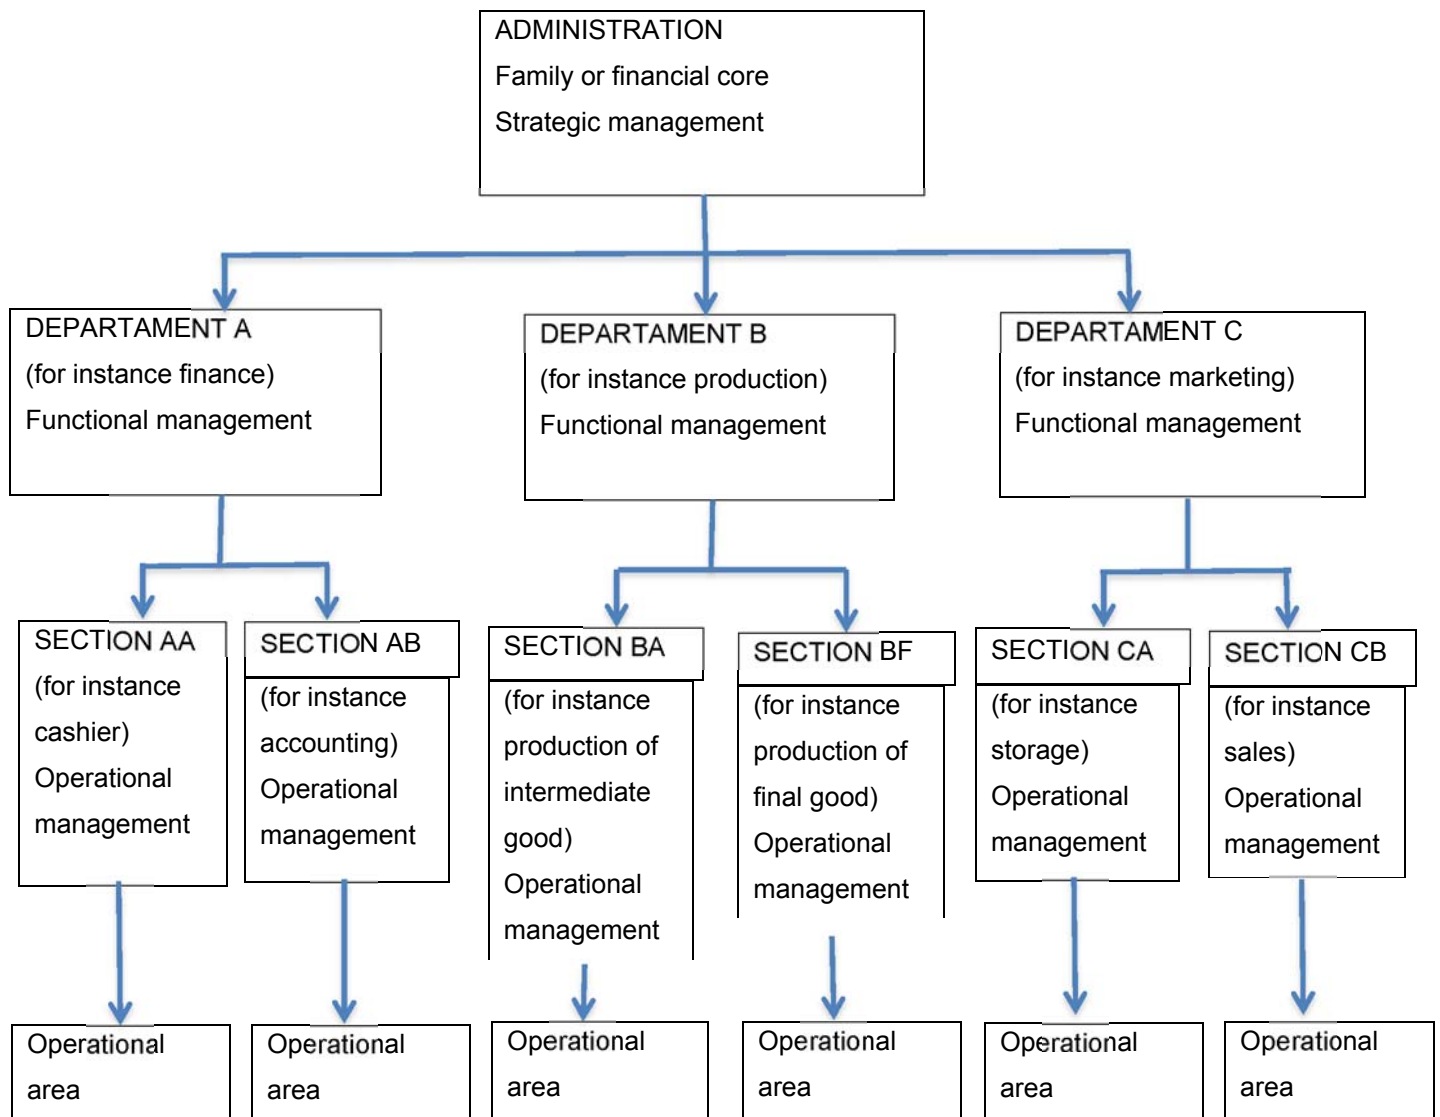 ADMINISTRATION
Family or financial core
Strategic management
DEPARTAMENT A
(for instance finance)
Functional management
DEPARTAMENT B
(for instance production)
Functional management
DEPARTAMENT C
(for instance marketing)
Functional management
SECTION AA
(for instance
cashier)
Operational
management
SECTION AB
(for instance
accounting)
Operational
management
SECTION BA
(for instance
production of
intermediate
good)
Operational
management
SECTION BF
(for instance
production of
final good)
Operational
management
SECTION CA
(for instance
storage)
Operational
management
SECTION CB
(for instance
sales)
Operational
management
Operational
area
Operational
area
Operational
area
Operational
area
Operational
area
Operational
area